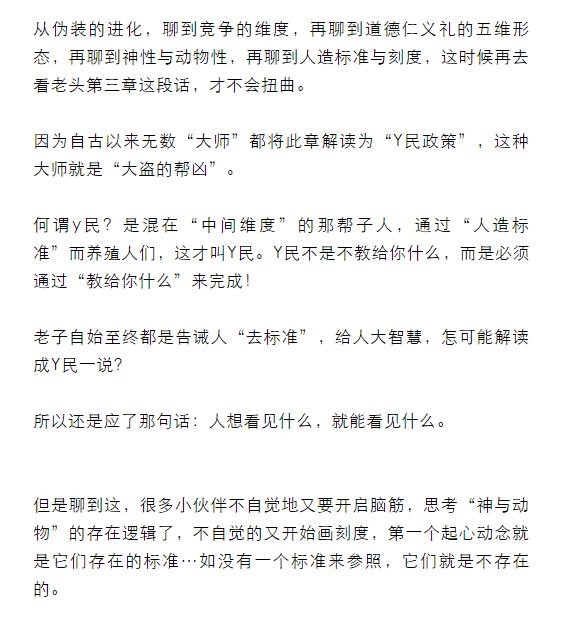 从伪装的进化，聊到竞争的维度，再聊到道德仁义礼的五维形
态，再聊到神性与动物性，再聊到人造标准与刻度，这时候再去
看老头第三章这段话，才不会扭曲。
因为自古以来无数“大师”都将此章解读为“Y民政策”，这种
大师就是“大盗的帮凶”。
何谓y民？是混在“中间维度”的那帮子人，通过“人造标
准”而养殖人们，这才叫Y民。Y民不是不教给你什么，而是必须
通过“教给你什么”来完成！
老子自始至终都是告诫人“去标准”，给人大智慧，怎可能解读
成Y民一说？
所以还是应了那句话：人想看见什么，就能看见什么。
但是聊到这，很多小伙伴不自觉地又要开启脑筋，思考“神与动
物”的存在逻辑了，不自觉的又开始画刻度，第一个起心动念就
是它们存在的标准…如没有一个标准来参照，它们就是不存在
的。